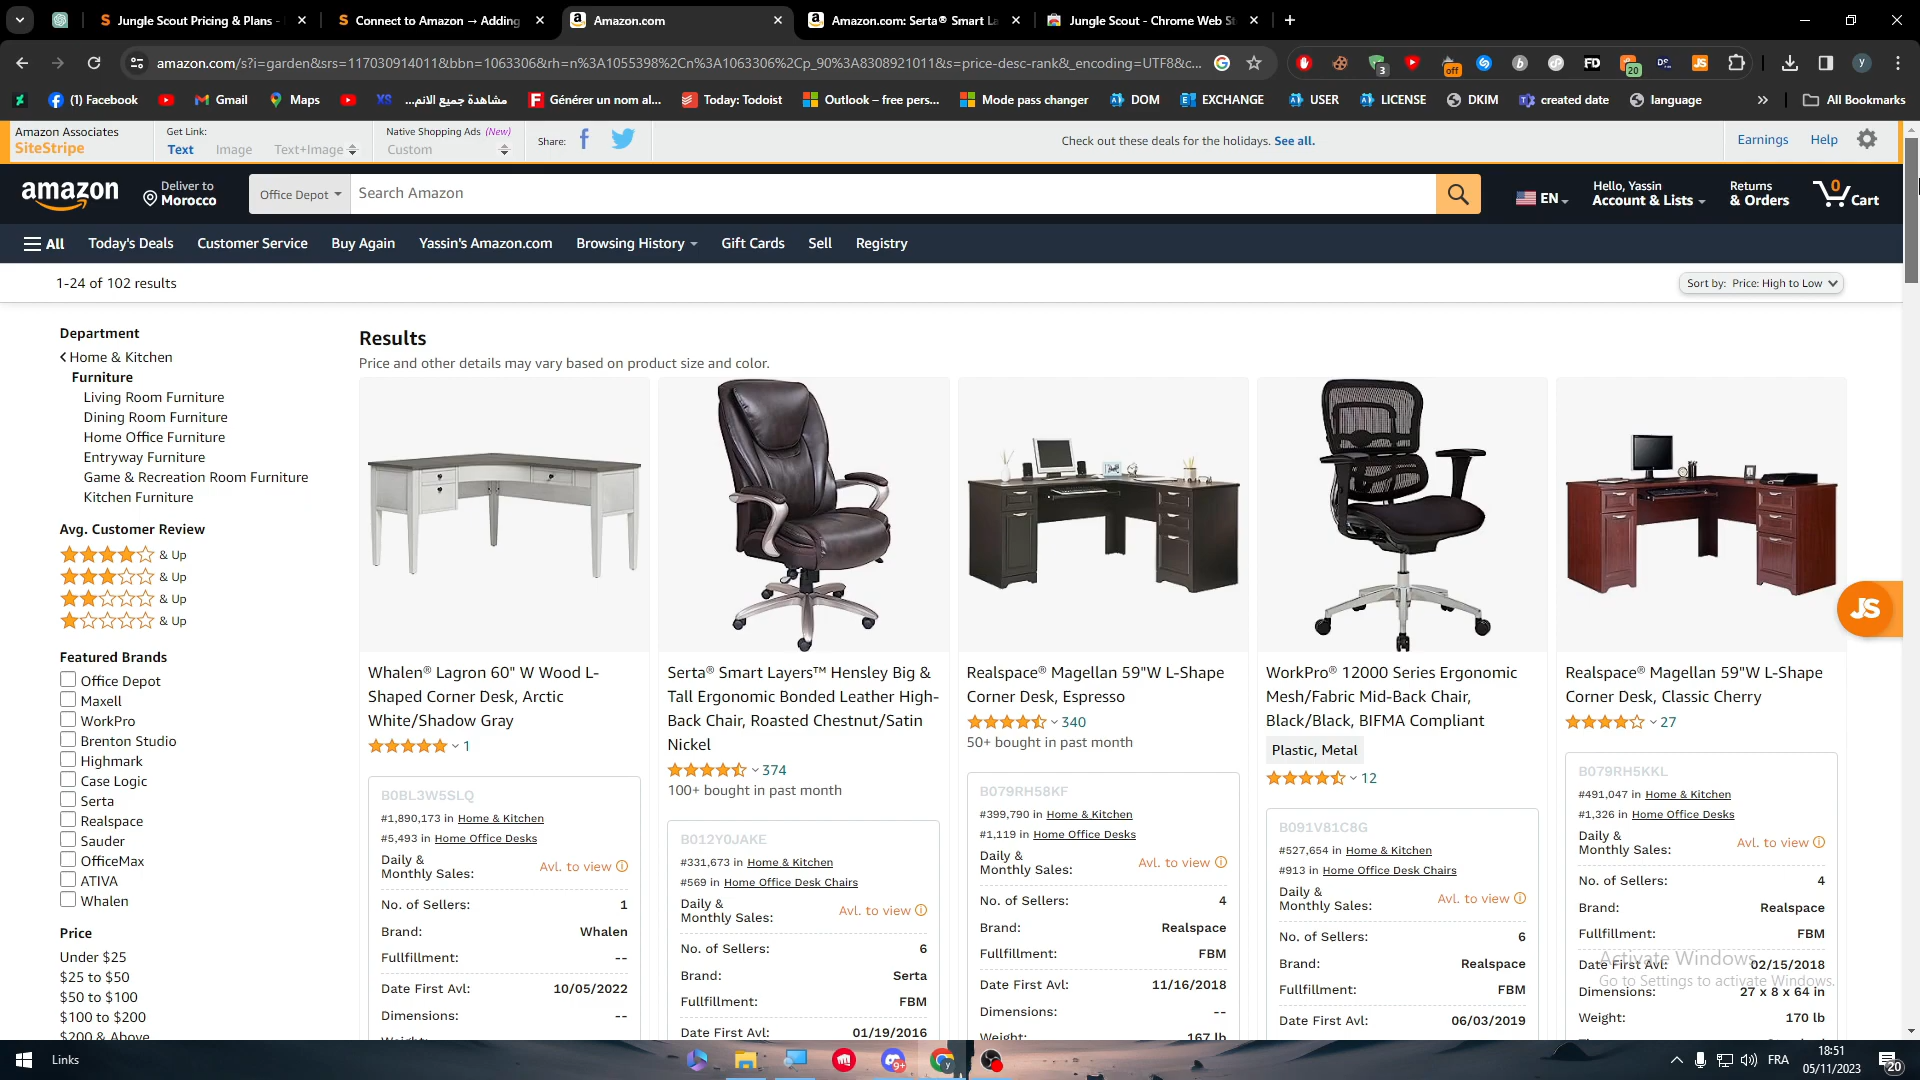 Jungle Scout Pricing & Plans -
Connect to Amazon → Adding
Amazon.com
Amazon.com: Serta® Smart La
Jungle Scout - Chrome Web St
amazon.com/s?i=garden&srs=117030914011&bbn=1063306&rh=n%3A1055398%2Cn%3A1063306%2Cp_90%3A8308921011&s=price-desc-rank&_encoding=UTF8&c...
3
off
FD
20
JS
y
(1) Facebook
Gmail
Maps
XS
مشاهدة جميع الانم...
Générer un nom al...
Today: Todoist
Outlook – free pers...
Mode pass changer
DOM
EXCHANGE
USER
LICENSE
DKIM
created date
language
»
All Bookmarks
Amazon Associates
SiteStripe
Get Link:
Text
Image
Text+Image
Native Shopping Ads (New)
Custom
Share:
Check out these deals for the holidays. See all.
Earnings
Help
amazon
Deliver to
Morocco
Office Depot
Search Amazon
EN
Hello, Yassin
Account & Lists
Returns
& Orders
0
Cart
All
Today's Deals
Customer Service
Buy Again
Yassin's Amazon.com
Browsing History
Gift Cards
Sell
Registry
1-24 of 102 results
Sort by: Price: High to Low
Department
Home & Kitchen
Furniture
Living Room Furniture
Dining Room Furniture
Home Office Furniture
Entryway Furniture
Game & Recreation Room Furniture
Kitchen Furniture
Avg. Customer Review
& Up
& Up
& Up
& Up
Featured Brands
Office Depot
Maxell
WorkPro
Brenton Studio
Highmark
Case Logic
Serta
Realspace
Sauder
OfficeMax
ATIVA
Whalen
Price
Under $25
$25 to $50
$50 to $100
$100 to $200
$200 & Above
Results
Price and other details may vary based on product size and color.
Whalen® Lagron 60" W Wood L-
Shaped Corner Desk, Arctic
White/Shadow Gray
1
B0BL3W5SLQ
#1,890,173 in Home & Kitchen
#5,493 in Home Office Desks
Daily &
Monthly Sales:
Avl. to view
No. of Sellers: 1
Brand: Whalen
Fullfillment: --
Date First Avl: 10/05/2022
Dimensions: --
Weight:
Serta® Smart Layers™ Hensley Big &
Tall Ergonomic Bonded Leather High-
Back Chair, Roasted Chestnut/Satin
Nickel
374
100+ bought in past month
B012Y0JAKE
#331,673 in Home & Kitchen
#569 in Home Office Desk Chairs
Daily &
Monthly Sales:
Avl. to view
No. of Sellers: 6
Brand: Serta
Fullfillment: FBM
Date First Avl: 01/19/2016
Realspace® Magellan 59"W L-Shape
Corner Desk, Espresso
340
50+ bought in past month
B079RH58KF
#399,790 in Home & Kitchen
#1,119 in Home Office Desks
Daily &
Monthly Sales:
Avl. to view
No. of Sellers: 4
Brand: Realspace
Fullfillment: FBM
Date First Avl: 11/16/2018
Dimensions: --
Weight: 167 lb
WorkPro® 12000 Series Ergonomic
Mesh/Fabric Mid-Back Chair,
Black/Black, BIFMA Compliant
Plastic, Metal
12
B091V81C8G
#527,654 in Home & Kitchen
#913 in Home Office Desk Chairs
Daily &
Monthly Sales:
Avl. to view
No. of Sellers: 6
Brand: Realspace
Fullfillment: FBM
Date First Avl: 06/03/2019
Realspace® Magellan 59"W L-Shape
Corner Desk, Classic Cherry
27
B079RH5KKL
#491,047 in Home & Kitchen
#1,326 in Home Office Desks
Daily &
Monthly Sales:
Avl. to view
No. of Sellers: 4
Brand: Realspace
Fullfillment: FBM
Date First Avl: 02/15/2018
Dimensions: 27 x 8 x 64 in
Weight: 170 lb
JS
Activate Windows
Go to Settings to activate Windows.
Links
9+
FRA
18:51
05/11/2023
20